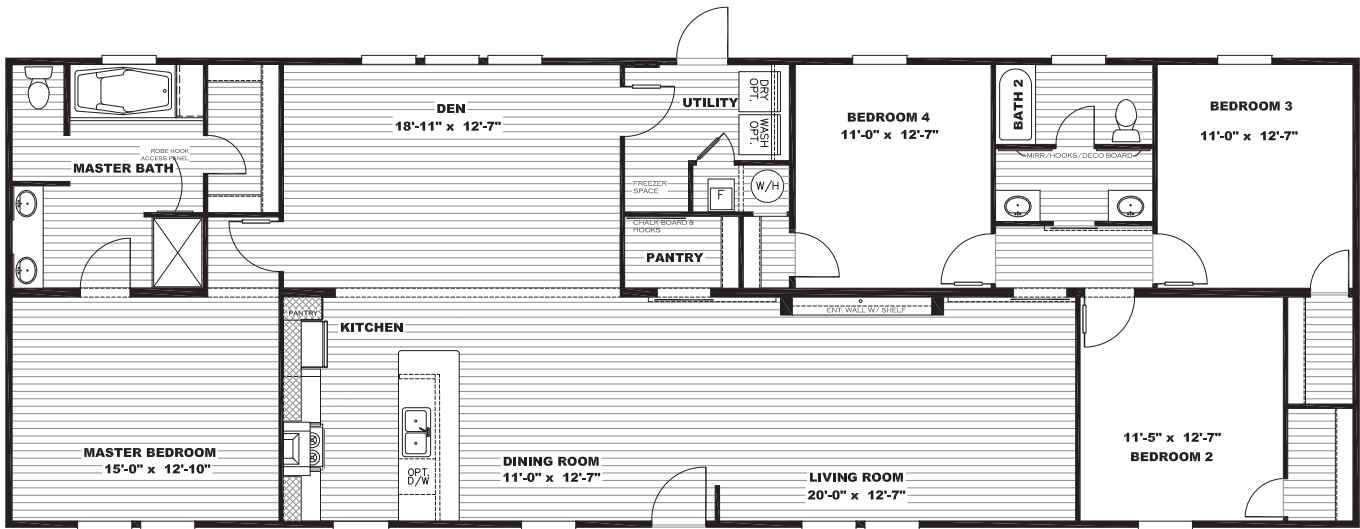 DEN
18'-11" x 12'-7"
UTILITY
DRY
OPT.
WASH
OPT.
BEDROOM 4
11'-0" x 12'-7"
BATH 2
BEDROOM 3
11'-0" x 12'-7"
ROBE HOOK
ACCESS PANEL
MASTER BATH
MIRR/HOOKS/DECO BOARD
FREEZER
SPACE
F
W/H
CHALK BOARD &
HOOKS
PANTRY
PANTRY
KITCHEN
ENT. WALL W/ SHELF
MASTER BEDROOM
15'-0" x 12'-10"
OPT.
D/W
DINING ROOM
11'-0" x 12'-7"
LIVING ROOM
20'-0" x 12'-7"
11'-5" x 12'-7"
BEDROOM 2